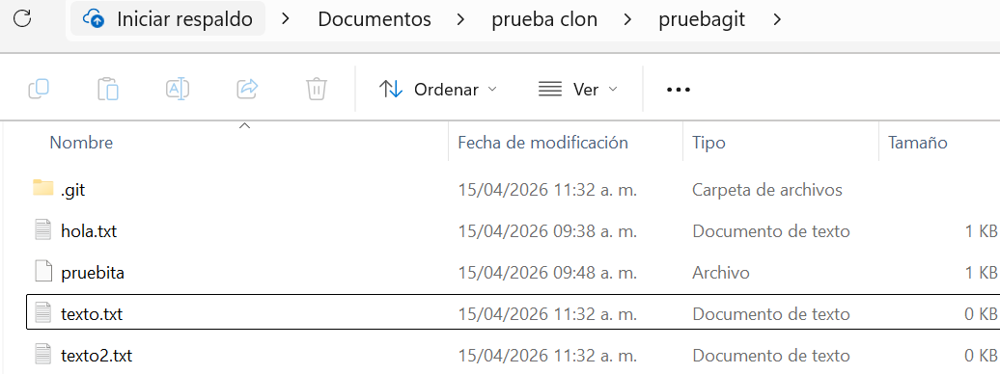 Iniciar respaldo > Documentos > prueba clon > pruebagit >
Ordenar Ver
Nombre Fecha de modificación Tipo Tamaño
.git 15/04/2026 11:32 a. m. Carpeta de archivos
hola.txt 15/04/2026 09:38 a. m. Documento de texto 1 KB
pruebita 15/04/2026 09:48 a. m. Archivo 1 KB
texto.txt 15/04/2026 11:32 a. m. Documento de texto 0 KB
texto2.txt 15/04/2026 11:32 a. m. Documento de texto 0 KB